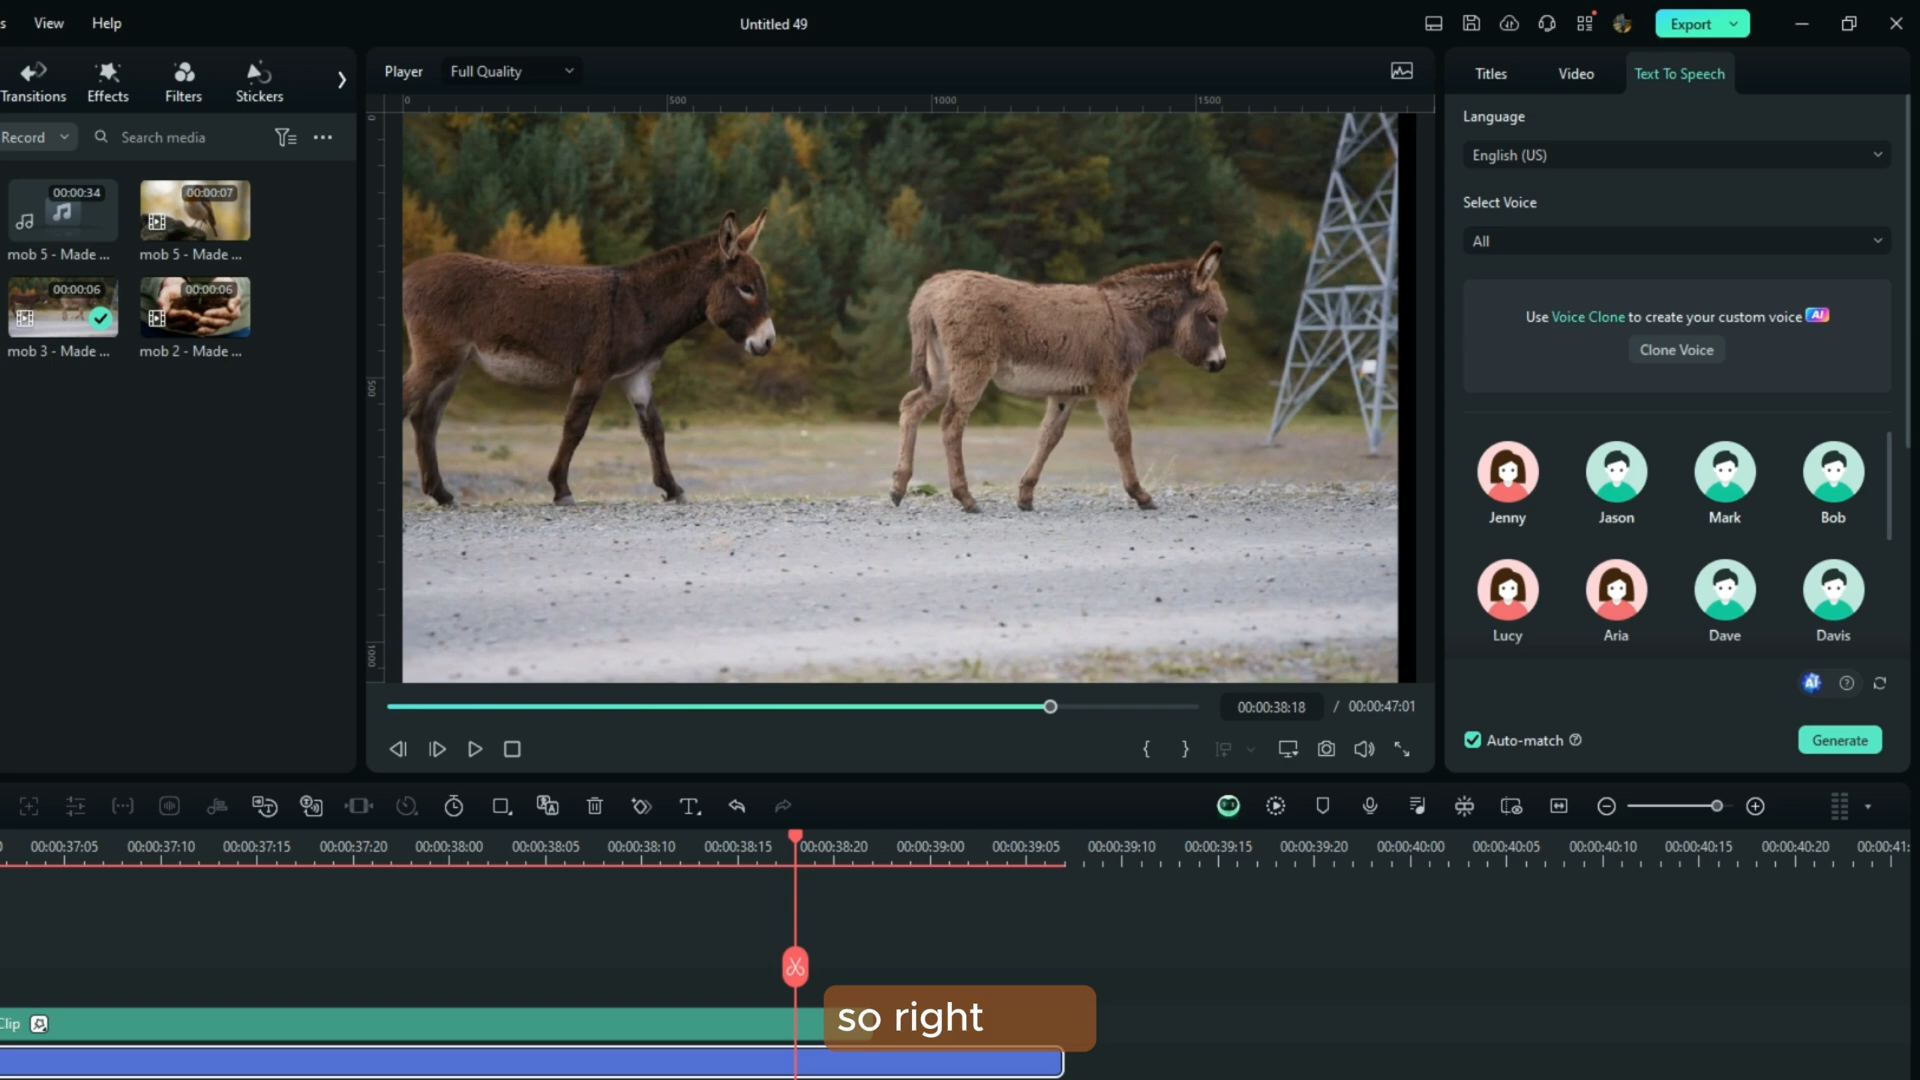 s View Help Untitled 49 Export
Transitions Effects Filters Stickers
Player Full Quality
Titles Video Text To Speech
Record Search media
00:00:34 00:00:07
mob 5 - Made ... mob 5 - Made ...
00:00:06 00:00:06
mob 3 - Made ... mob 2 - Made ...
0 500 1000 1500
0
500
1000
Language
English (US)
Select Voice
All
Use Voice Clone to create your custom voice AI
Clone Voice
Jenny Jason Mark Bob
Lucy Aria Dave Davis
AI
Auto-match
Generate
00:00:38:18 / 00:00:47:01
{ }
00:00:37:05 00:00:37:10 00:00:37:15 00:00:37:20 00:00:38:00 00:00:38:05 00:00:38:10 00:00:38:15 00:00:38:20 00:00:39:00 00:00:39:05 00:00:39:10 00:00:39:15 00:00:39:20 00:00:40:00 00:00:40:05 00:00:40:10 00:00:40:15 00:00:40:20 00:00:41:
Clip
so right